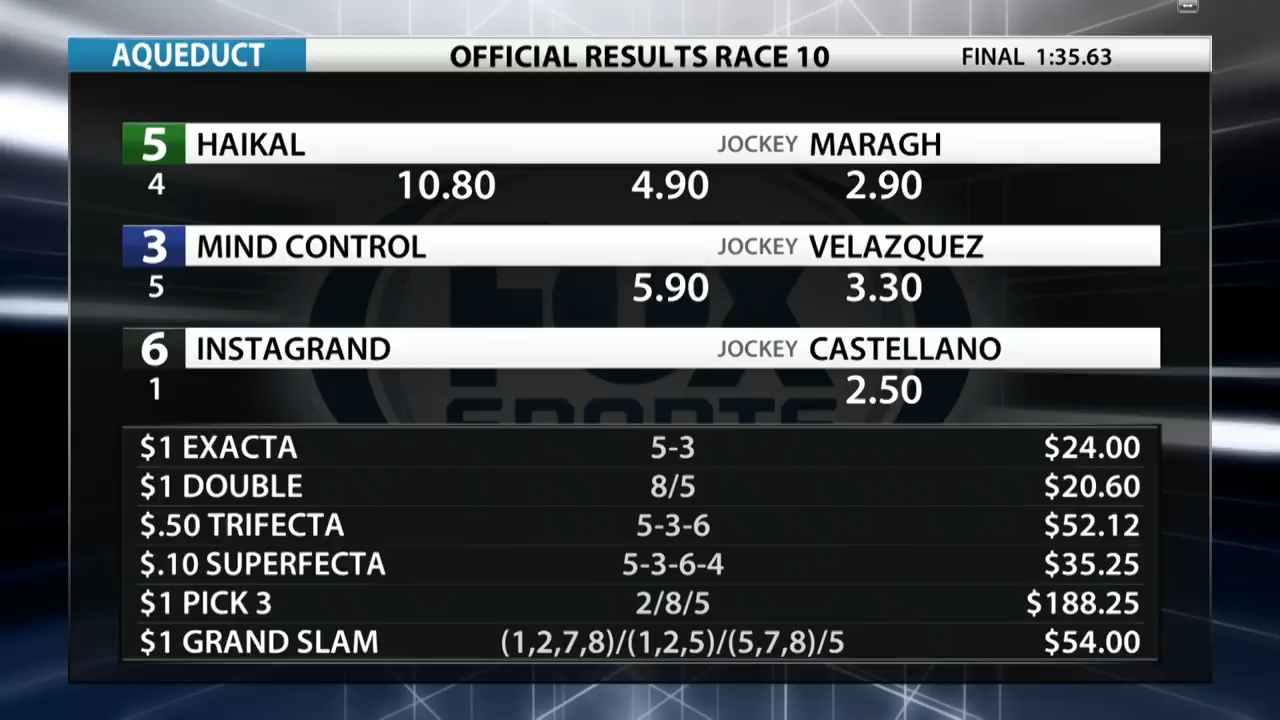 AQUEDUCT OFFICIAL RESULTS RACE 10 FINAL 1:35.63
5 HAIKAL JOCKEY MARAGH
4 10.80 4.90 2.90
3 MIND CONTROL JOCKEY VELAZQUEZ
5 5.90 3.30
6 INSTAGRAND JOCKEY CASTELLANO
1 2.50
FOX
SPORTS
$1 EXACTA 5-3 $24.00
$1 DOUBLE 8/5 $20.60
$.50 TRIFECTA 5-3-6 $52.12
$.10 SUPERFECTA 5-3-6-4 $35.25
$1 PICK 3 2/8/5 $188.25
$1 GRAND SLAM (1,2,7,8)/(1,2,5)/(5,7,8)/5 $54.00